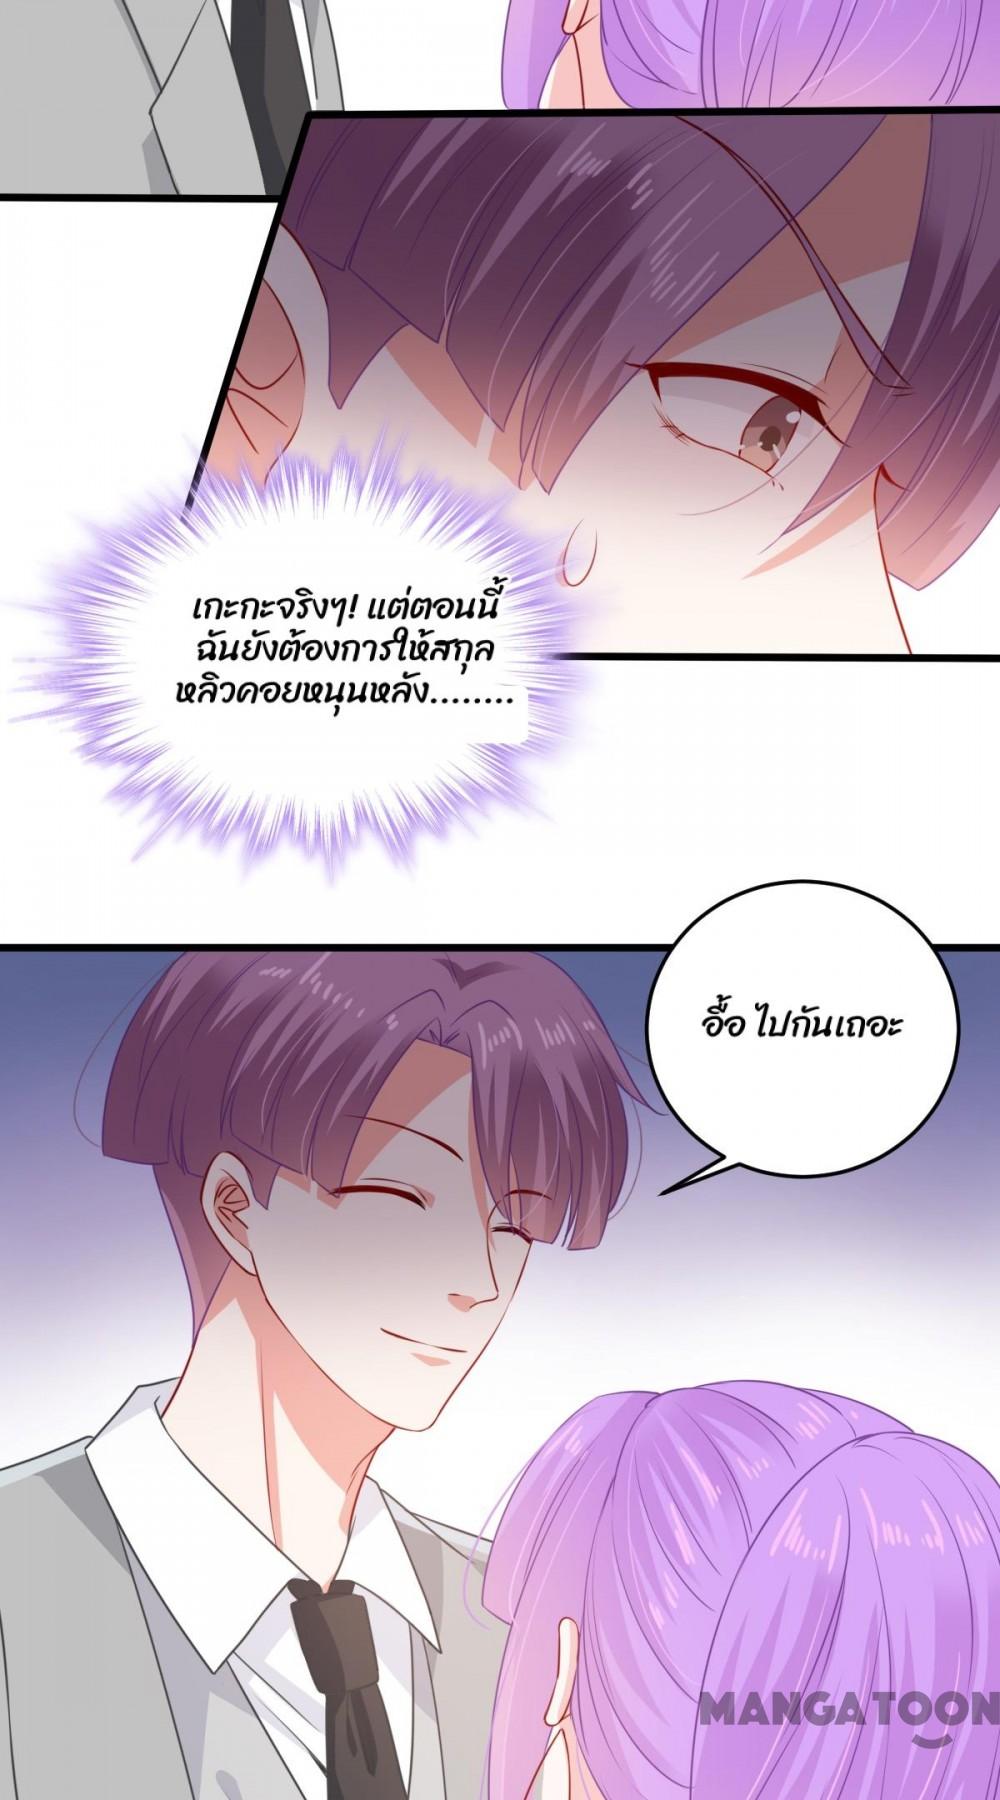 เกะกะจริงๆ! แต่ตอนนี้
ฉันยังต้องการให้สกุล
หลิวคอยหนุนหลัง........
อื้อ ไปกันเถอะ
MANGATOON